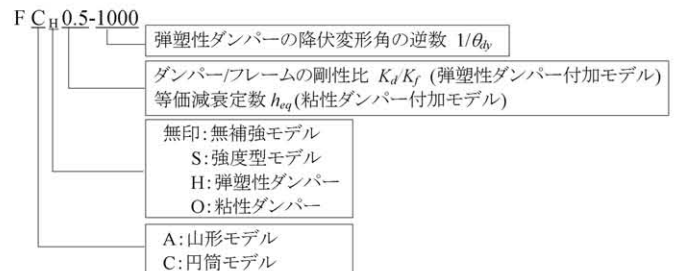 F C H 0.5-1000
弾塑性ダンパーの降伏変形角の逆数 1/θdy
ダンパー/フレームの剛性比 Kd/Kf (弾塑性ダンパー付加モデル)
等価減衰定数 heq(粘性ダンパー付加モデル)
無印:無補強モデル
S:強度型モデル
H:弾塑性ダンパー
O:粘性ダンパー
A:山形モデル
C:円筒モデル